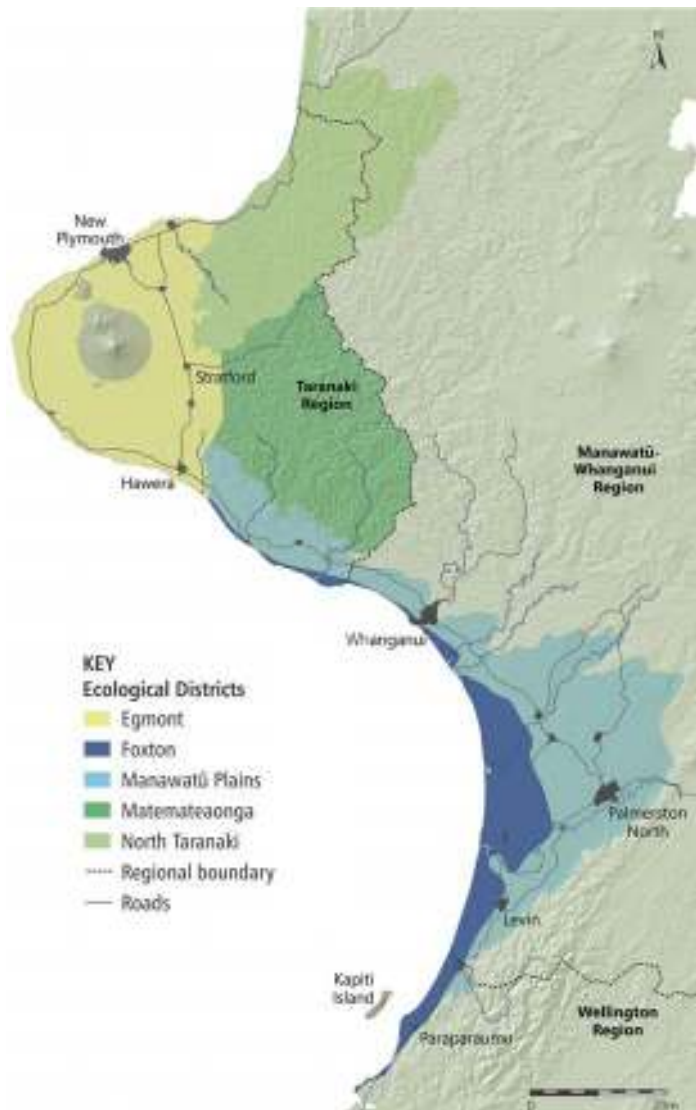 N
New
Plymouth
Stratford
Taranaki
Region
Hawera
Manawatū-
Whanganui
Region
Whanganui
KEY
Ecological Districts
Egmont
Foxton
Manawatū Plains
Matemateaonga
North Taranaki
Regional boundary
Roads
Palmerston
North
Levin
Kapiti
Island
Wellington
Region
Paraparaumu
0